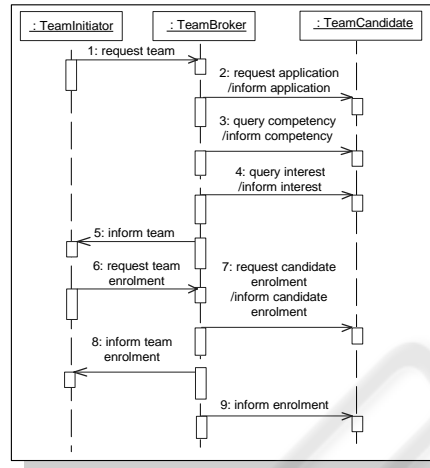 : TeamInitiator
: TeamBroker
: TeamCandidate
1: request team
2: request application
/inform application
3: query competency
/inform competency
4: query interest
/inform interest
5: inform team
6: request team
enrolment
7: request candidate
enrolment
/inform candidate
enrolment
8: inform team
enrolment
9: inform enrolment